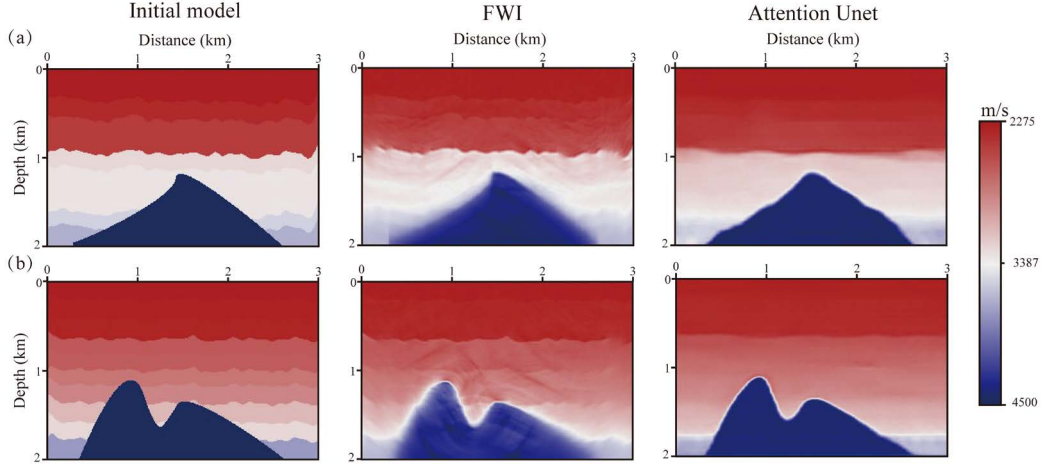 Initial model FWI Attention Unet
(a) Distance (km) Distance (km) Distance (km)
0 1 2 3 0 1 2 3 0 1 2 3
0 0 0
m/s
2275
Depth (km) 1 1 1
2 2 2
(b) 0 1 2 3 0 1 2 3 0 1 2 3
3387
0 0 0
Depth (km) 1 1 1
4500
2 2 2